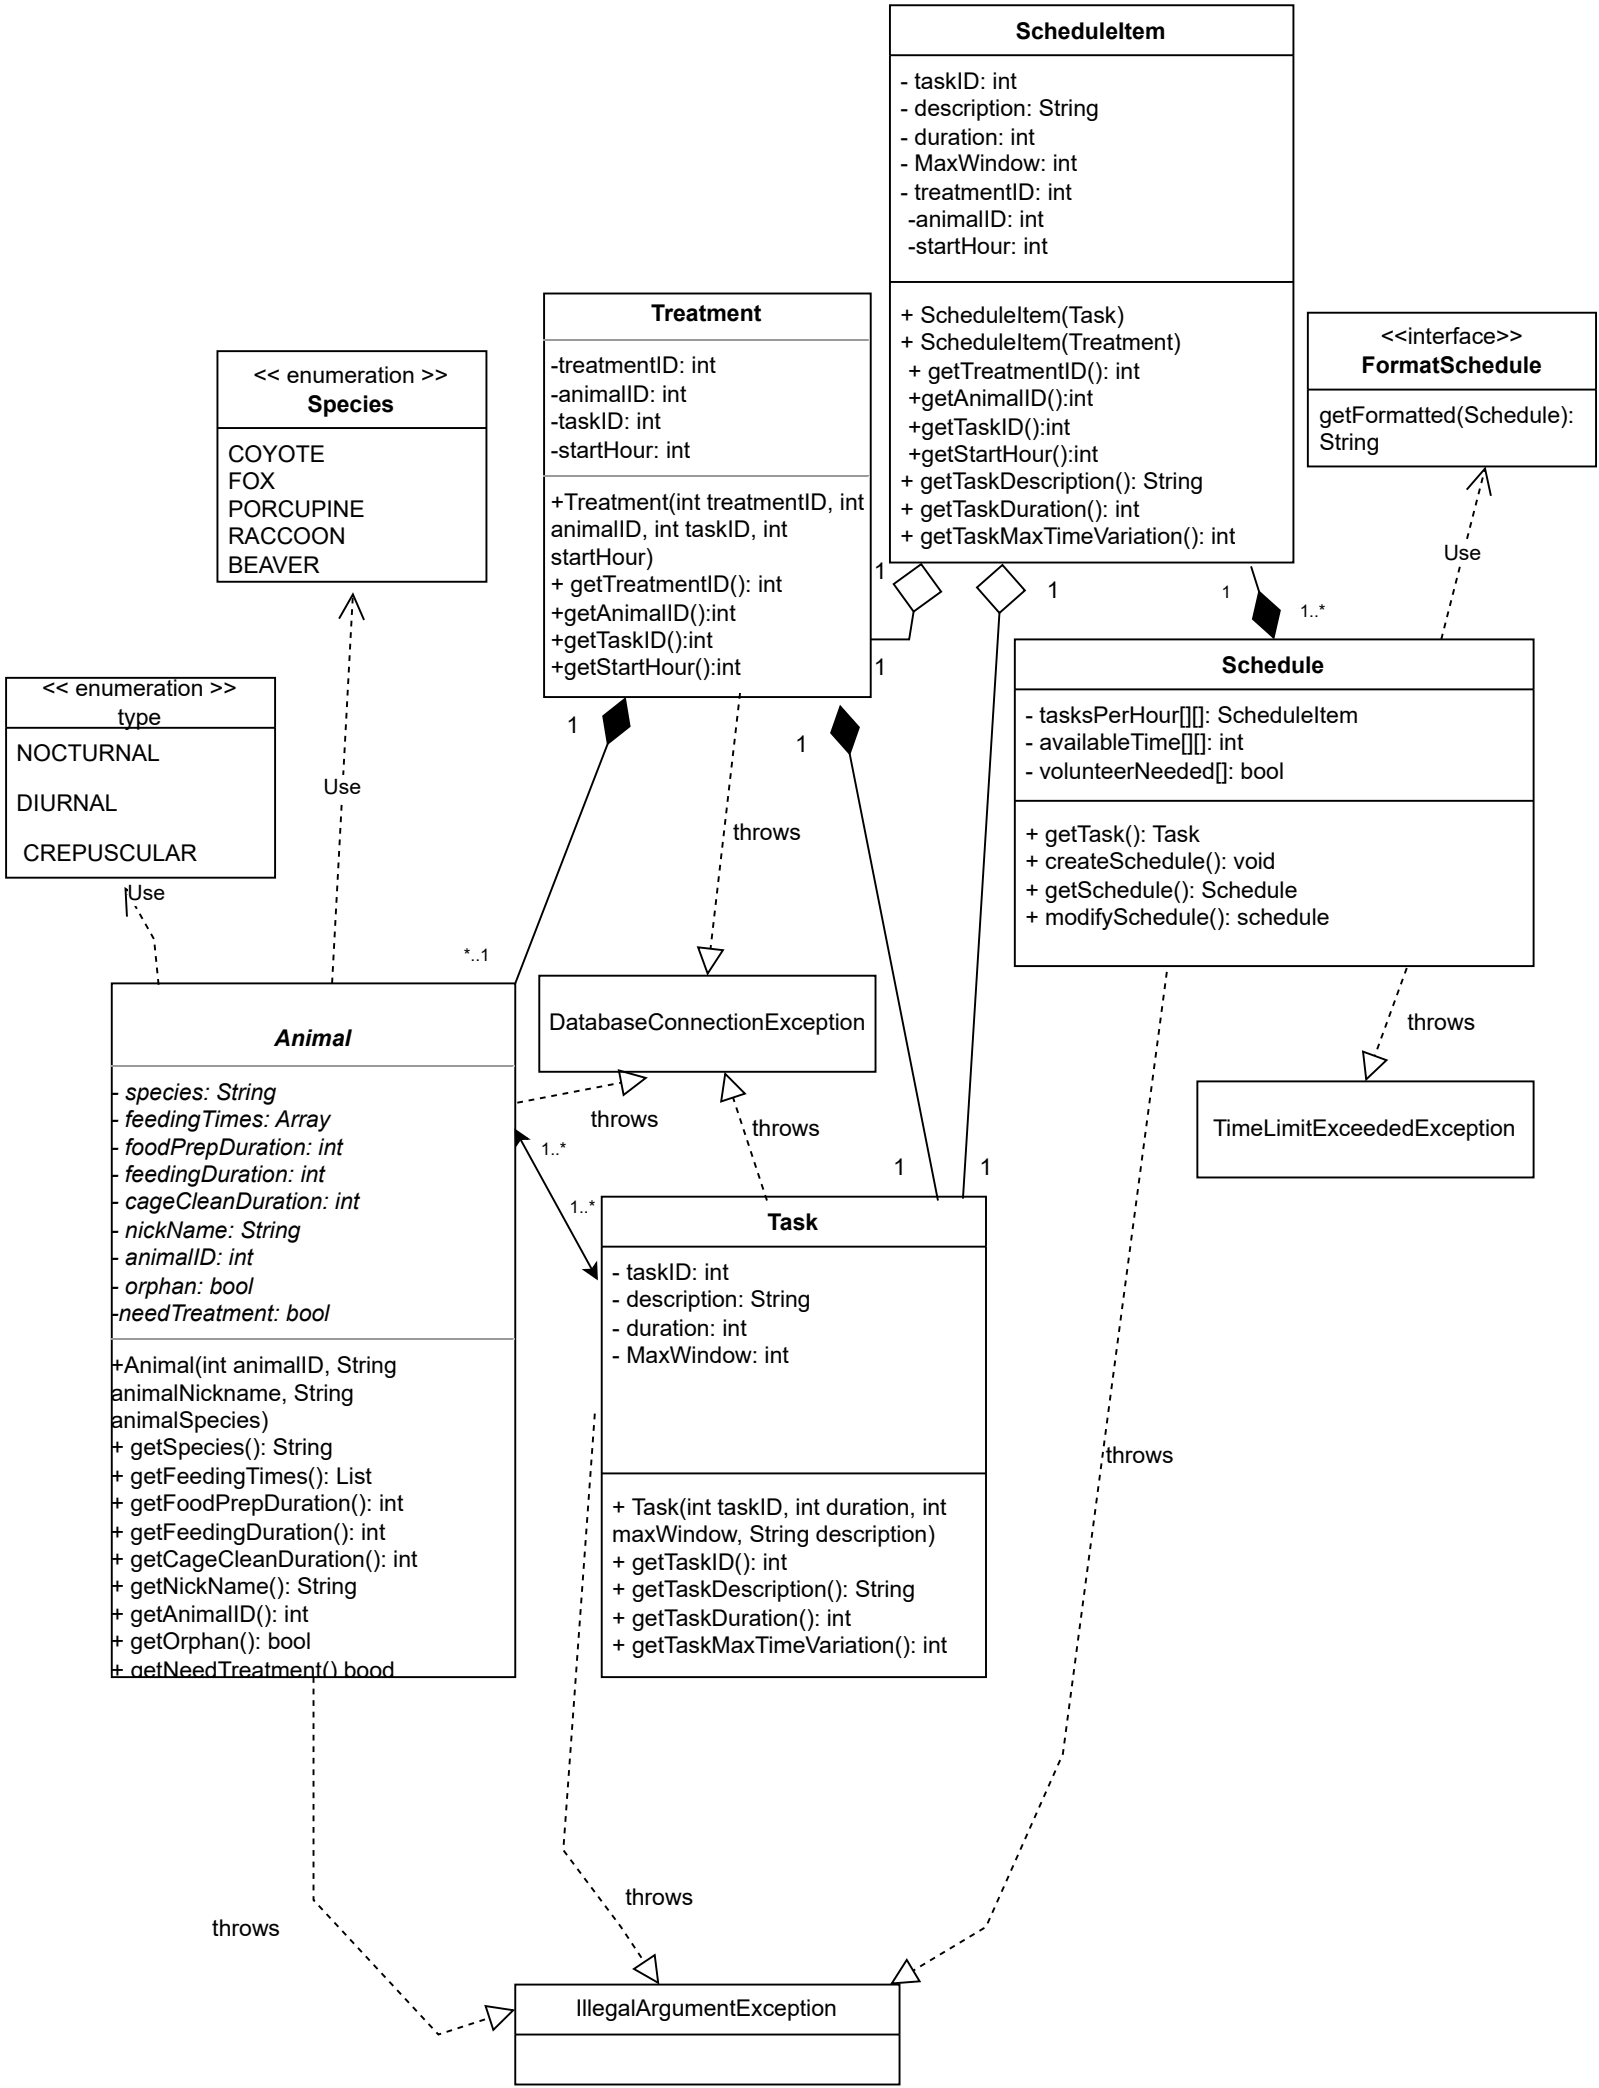 ScheduleItem
- taskID: int
- description: String
- duration: int
- MaxWindow: int
- treatmentID: int
-animalID: int
-startHour: int
+ ScheduleItem(Task)
+ ScheduleItem(Treatment)
+ getTreatmentID(): int
+getAnimalID():int
+getTaskID():int
+getStartHour():int
+ getTaskDescription(): String
+ getTaskDuration(): int
+ getTaskMaxTimeVariation(): int
Treatment
-treatmentID: int
-animalID: int
-taskID: int
-startHour: int
+Treatment(int treatmentID, int
animalID, int taskID, int
startHour)
+ getTreatmentID(): int
+getAnimalID():int
+getTaskID():int
+getStartHour():int
<<interface>>
FormatSchedule
getFormatted(Schedule):
String
<< enumeration >>
Species
COYOTE
FOX
PORCUPINE
RACCOON
BEAVER
Use
1
1
1
1..*
1
<< enumeration >>
type
NOCTURNAL
DIURNAL
CREPUSCULAR
Use
Use
1
1
Schedule
- tasksPerHour[][]: ScheduleItem
- availableTime[][]: int
- volunteerNeeded[]: bool
+ getTask(): Task
+ createSchedule(): void
+ getSchedule(): Schedule
+ modifySchedule(): schedule
throws
*..1
DatabaseConnectionException
throws
throws
throws
TimeLimitExceededException
1..*
1..*
1
1
Animal
- species: String
- feedingTimes: Array
- foodPrepDuration: int
- feedingDuration: int
- cageCleanDuration: int
- nickName: String
- animalID: int
- orphan: bool
-needTreatment: bool
+Animal(int animalID, String
animalNickname, String
animalSpecies)
+ getSpecies(): String
+ getFeedingTimes(): List
+ getFoodPrepDuration(): int
+ getFeedingDuration(): int
+ getCageCleanDuration(): int
+ getNickName(): String
+ getAnimalID(): int
+ getOrphan(): bool
+ getNeedTreatment() bood
Task
- taskID: int
- description: String
- duration: int
- MaxWindow: int
+ Task(int taskID, int duration, int
maxWindow, String description)
+ getTaskID(): int
+ getTaskDescription(): String
+ getTaskDuration(): int
+ getTaskMaxTimeVariation(): int
throws
throws
throws
IllegalArgumentException